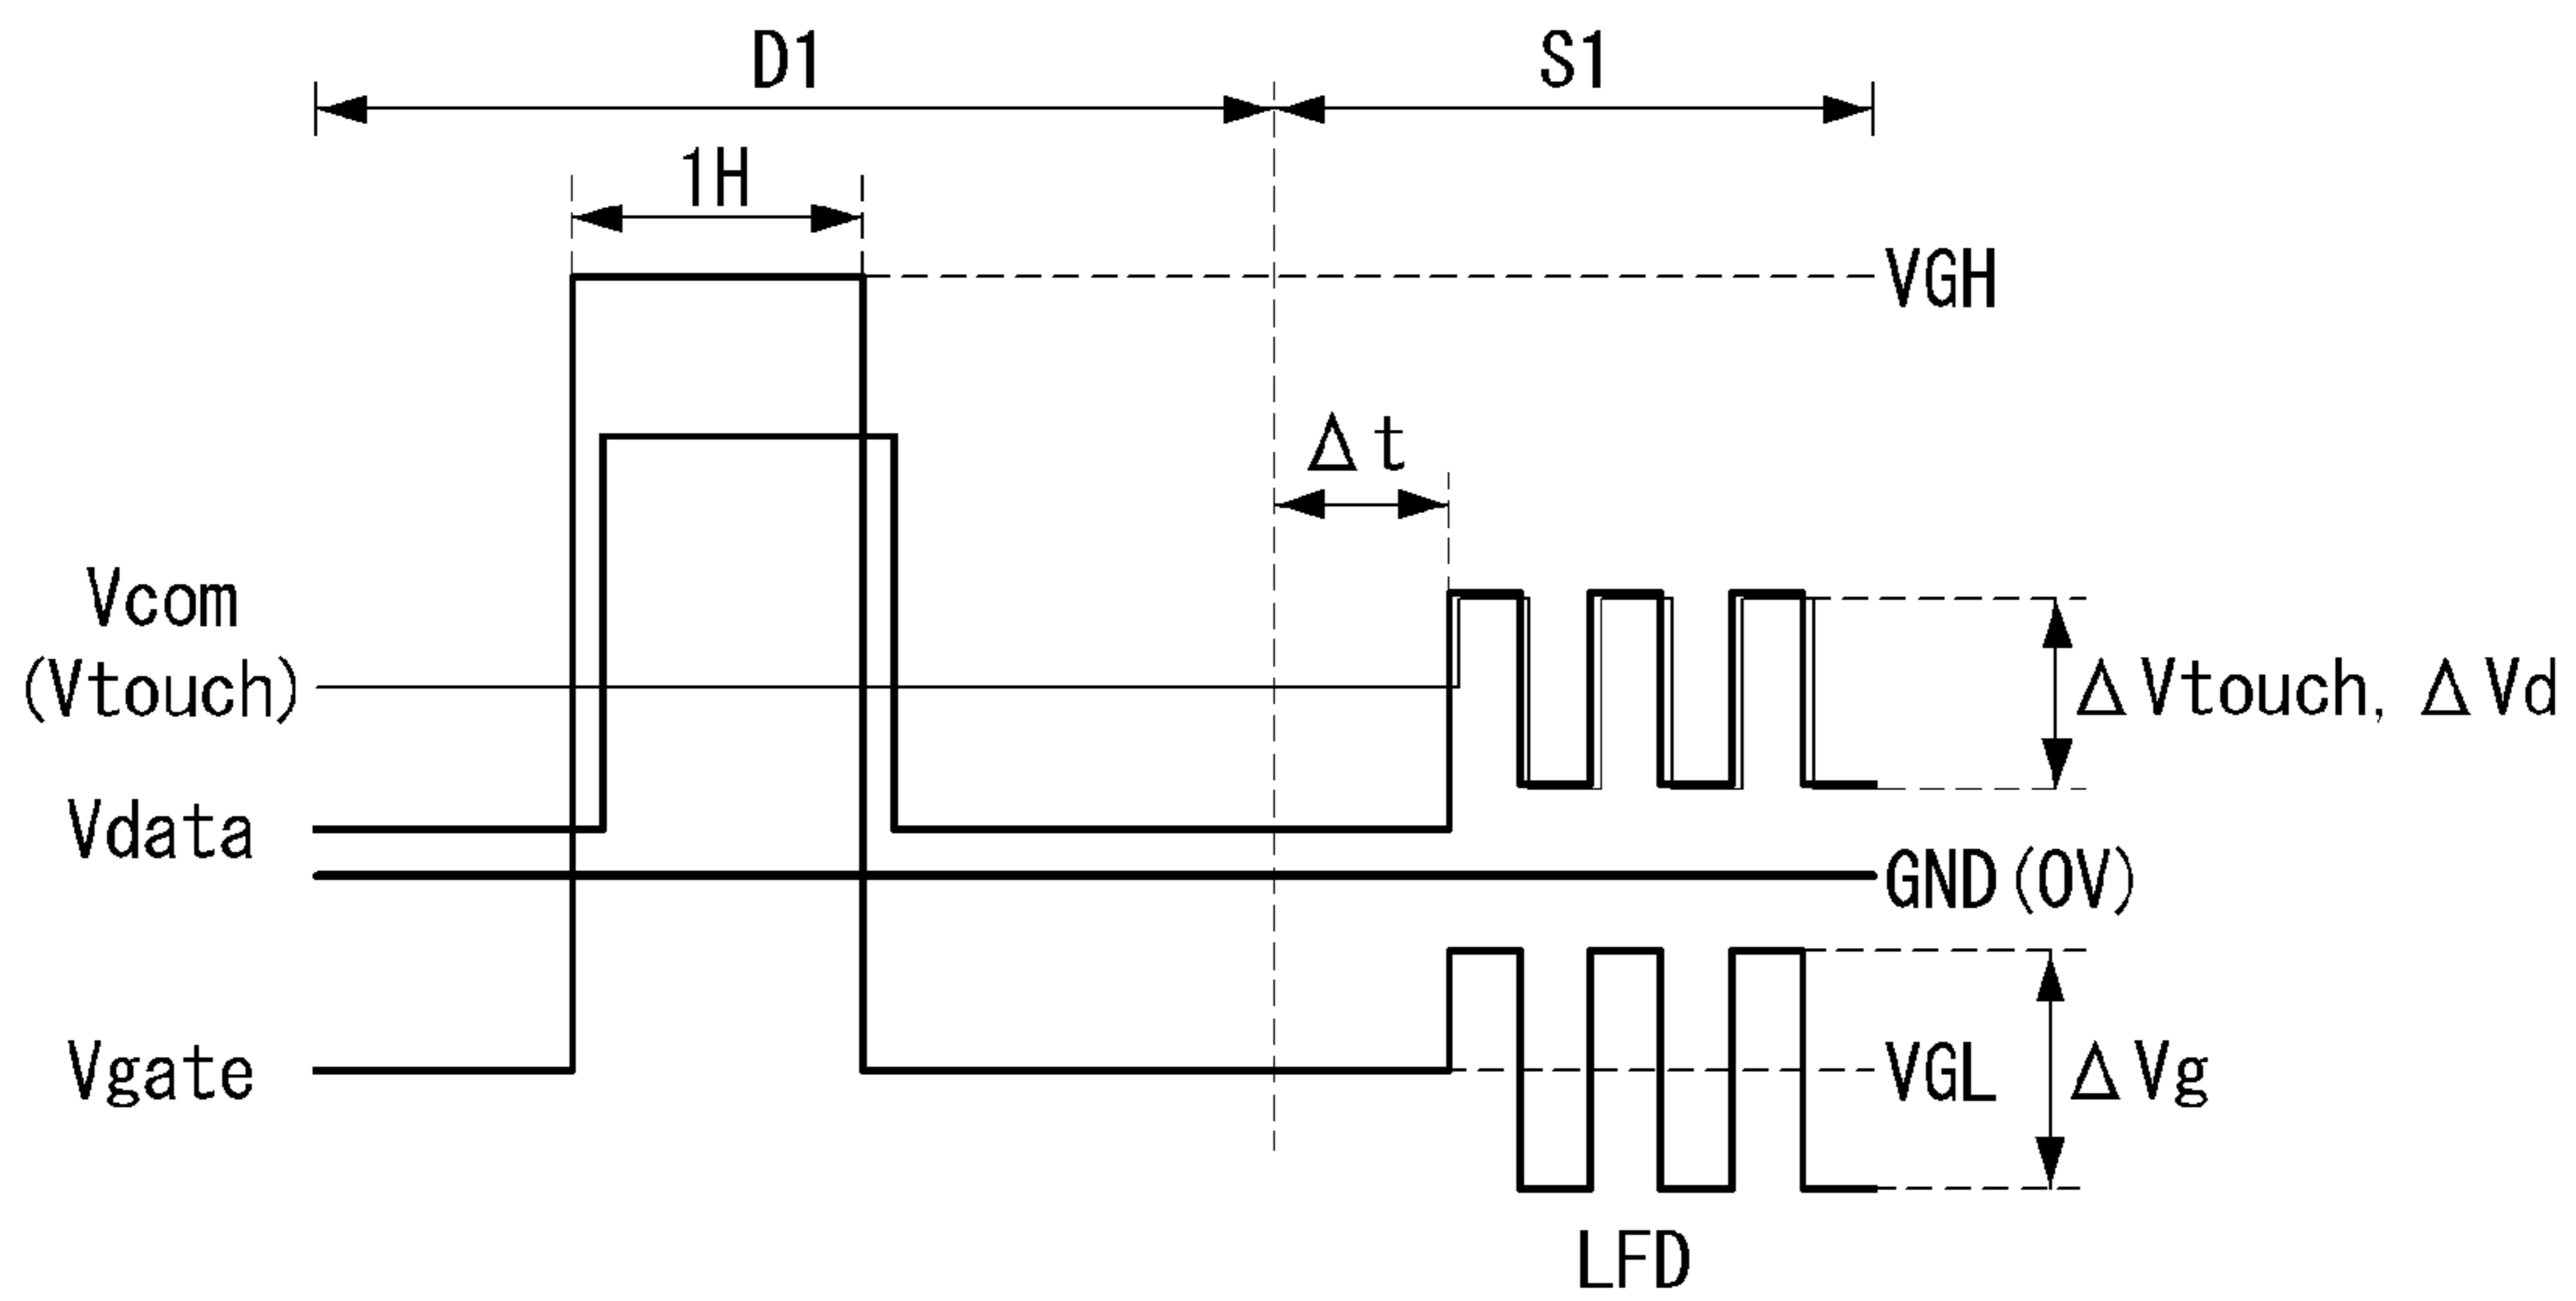 D1 S1
1H
VGH
Δt
Vcom
(Vtouch)
ΔVtouch, ΔVd
Vdata
GND(0V)
Vgate
VGL ΔVg
LFD